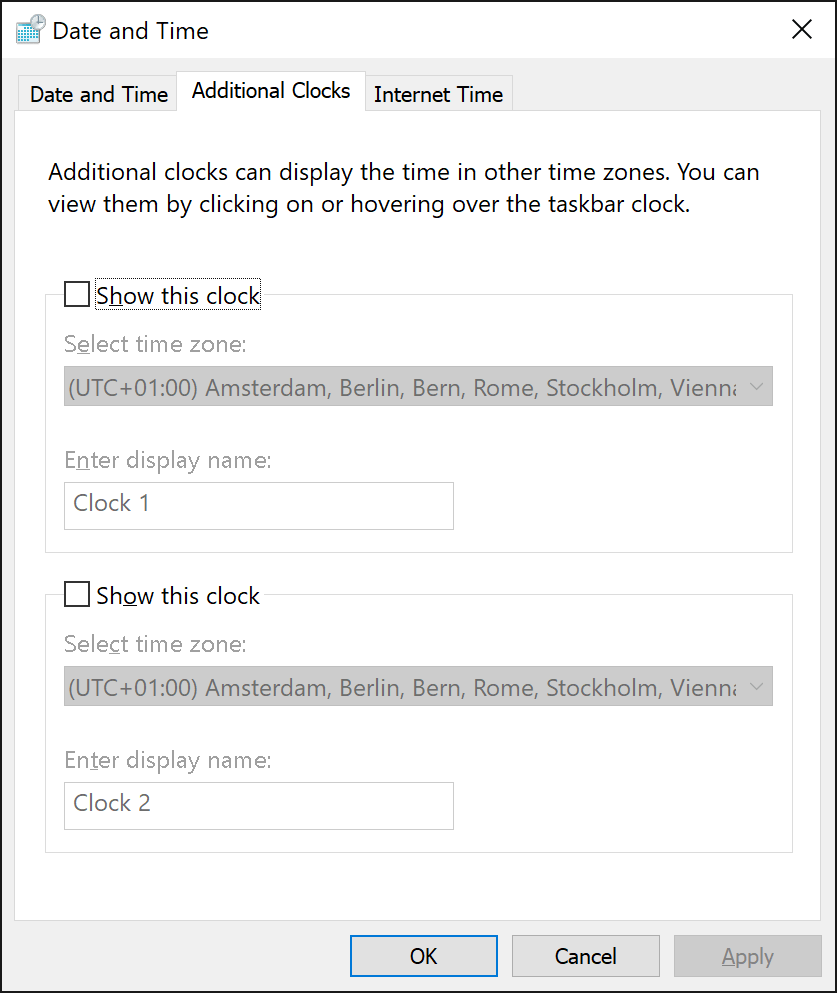 Date and Time
Date and Time
Additional Clocks
Internet Time
Additional clocks can display the time in other time zones. You can
view them by clicking on or hovering over the taskbar clock.
Show this clock
Select time zone:
(UTC+01:00) Amsterdam, Berlin, Bern, Rome, Stockholm, Vienna
Enter display name:
Clock 1
Show this clock
Select time zone:
(UTC+01:00) Amsterdam, Berlin, Bern, Rome, Stockholm, Vienna
Enter display name:
Clock 2
OK
Cancel
Apply